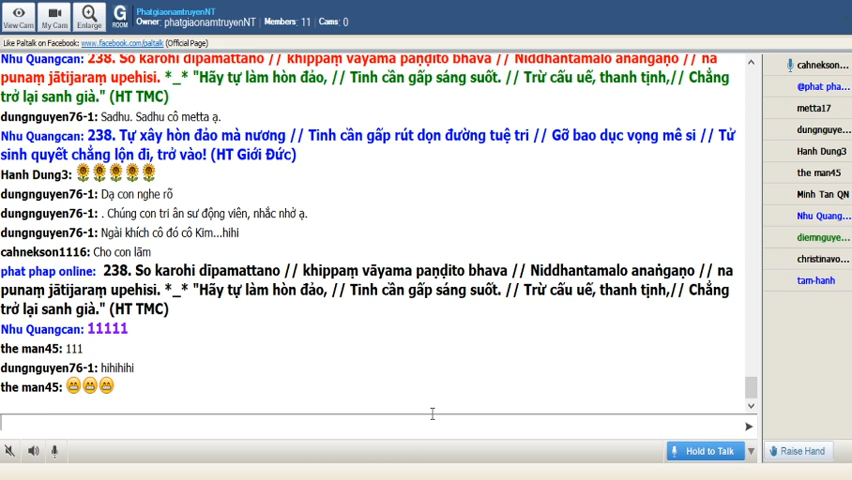 View Cam
My Cam
Enlarge
G
ROOM
PhatgiaonamtruyenNT
Owner: phatgiaonamtruyenNT Members: 11 Cams: 0
Like Paltalk on Facebook: www.facebook.com/paltalk (Official Page)
Nhu Quangcan: 238. So karohi dīpamattano // khippaṃ vāyama paṇḍito bhava // Niddhantamalo anaṅgaṇo // na
punaṃ jātijaraṃ upehisi. *_* "Hãy tự làm hòn đảo, // Tinh cần gấp sáng suốt. // Trừ cấu uế, thanh tịnh,// Chẳng
trở lại sanh già." (HT TMC)
dungnguyen76-1: Sadhu. Sadhu cô metta ạ.
Nhu Quangcan: 238. Tự xây hòn đảo mà nương // Tinh cần gấp rút dọn đường tuệ tri // Gỡ bao dục vọng mê si // Tử
sinh quyết chẳng lộn đi, trở vào! (HT Giới Đức)
Hanh Dung3:
dungnguyen76-1: Dạ con nghe rõ
dungnguyen76-1: . Chúng con tri ân sư động viên, nhắc nhở ạ.
dungnguyen76-1: Ngài khích cô đó cô Kim...hihi
cahnekson1116: Cho con lãm
phat phap online: 238. So karohi dīpamattano // khippaṃ vāyama paṇḍito bhava // Niddhantamalo anaṅgaṇo // na
punaṃ jātijaraṃ upehisi. *_* "Hãy tự làm hòn đảo, // Tinh cần gấp sáng suốt. // Trừ cấu uế, thanh tịnh,// Chẳng
trở lại sanh già." (HT TMC)
Nhu Quangcan: 11111
the man45: 111
dungnguyen76-1: hihihihi
the man45:
Hold to Talk
cahnekson...
@phat pha...
metta17
dungnguye...
Hanh Dung3
the man45
Minh Tan QN
Nhu Quang...
diemnguye...
christinavo...
tam-hanh
Raise Hand